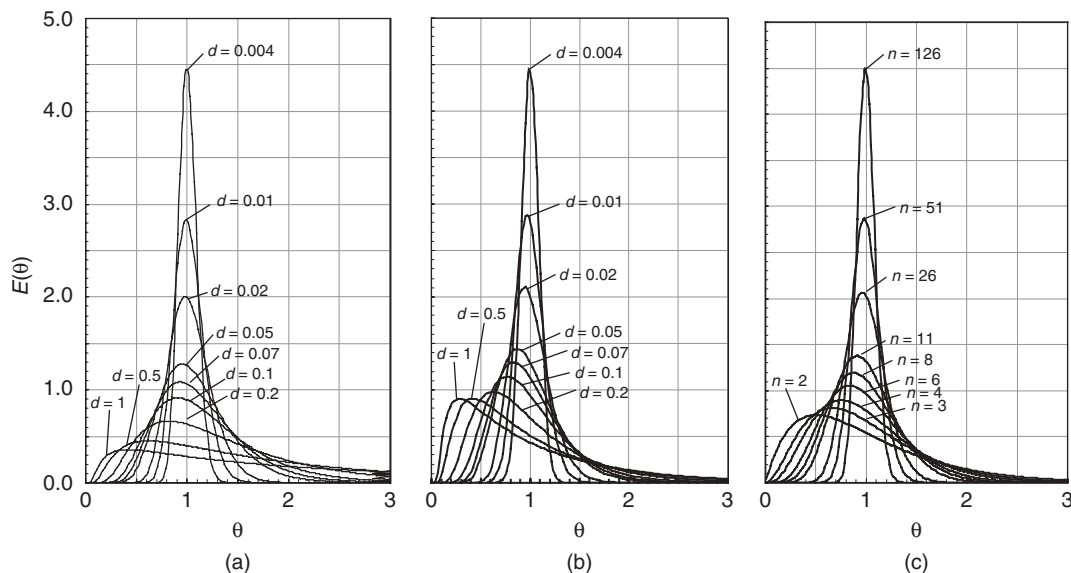 E(θ)
5.0
4.0
3.0
2.0
1.0
0.0
d = 0.004
d = 0.01
d = 0.02
d = 0.05
d = 0.07
d = 0.1
d = 0.2
d = 0.5
d = 1
0 1 2 3
θ
(a)
d = 0.004
d = 0.01
d = 0.02
d = 0.5
d = 0.05
d = 1
d = 0.07
d = 0.1
d = 0.2
0 1 2 3
θ
(b)
n = 126
n = 51
n = 26
n = 11
n = 8
n = 6
n = 4
n = 3
n = 2
0 1 2 3
θ
(c)